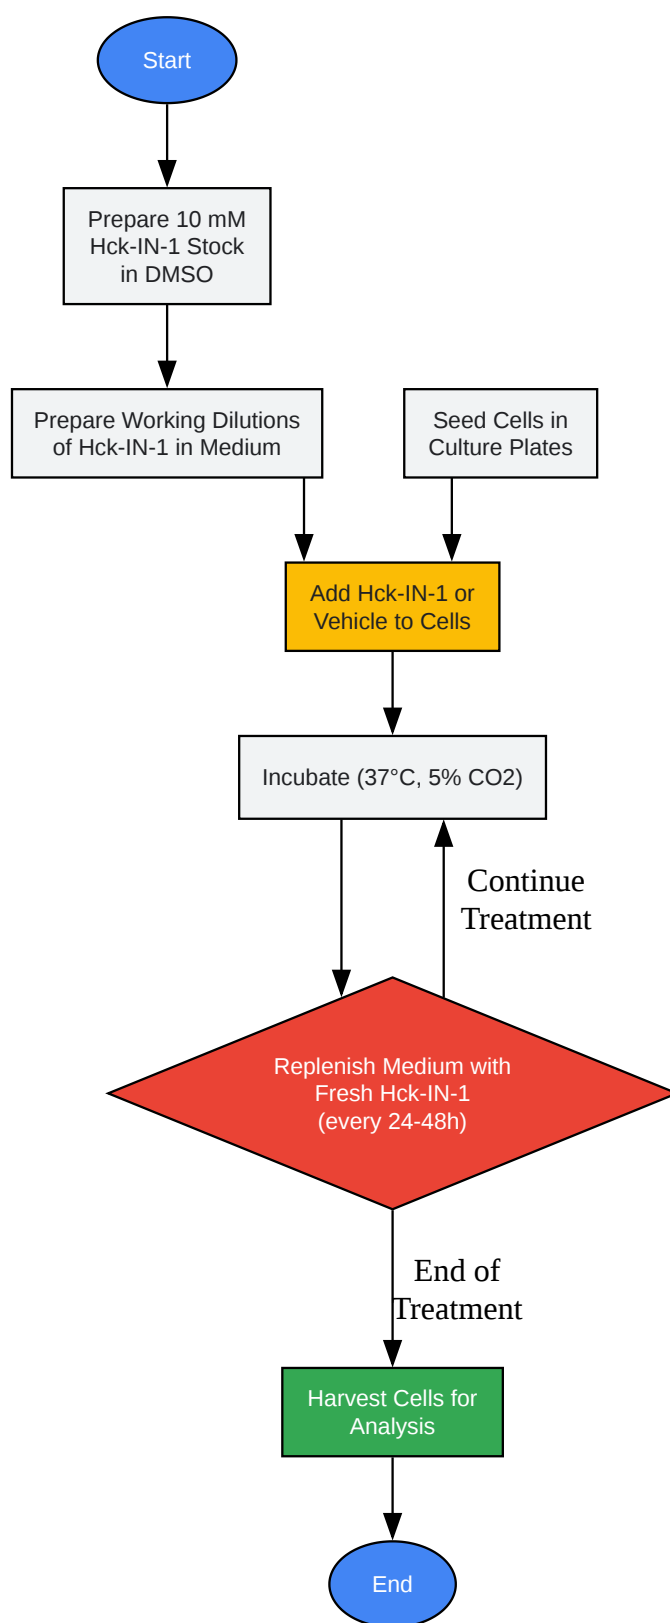 Start
Prepare 10 mM
Hck-IN-1 Stock
in DMSO
Prepare Working Dilutions
of Hck-IN-1 in Medium
Seed Cells in
Culture Plates
Add Hck-IN-1 or
Vehicle to Cells
Incubate (37°C, 5% CO2)
Continue
Treatment
Replenish Medium with
Fresh Hck-IN-1
(every 24-48h)
End of
Treatment
Harvest Cells for
Analysis
End